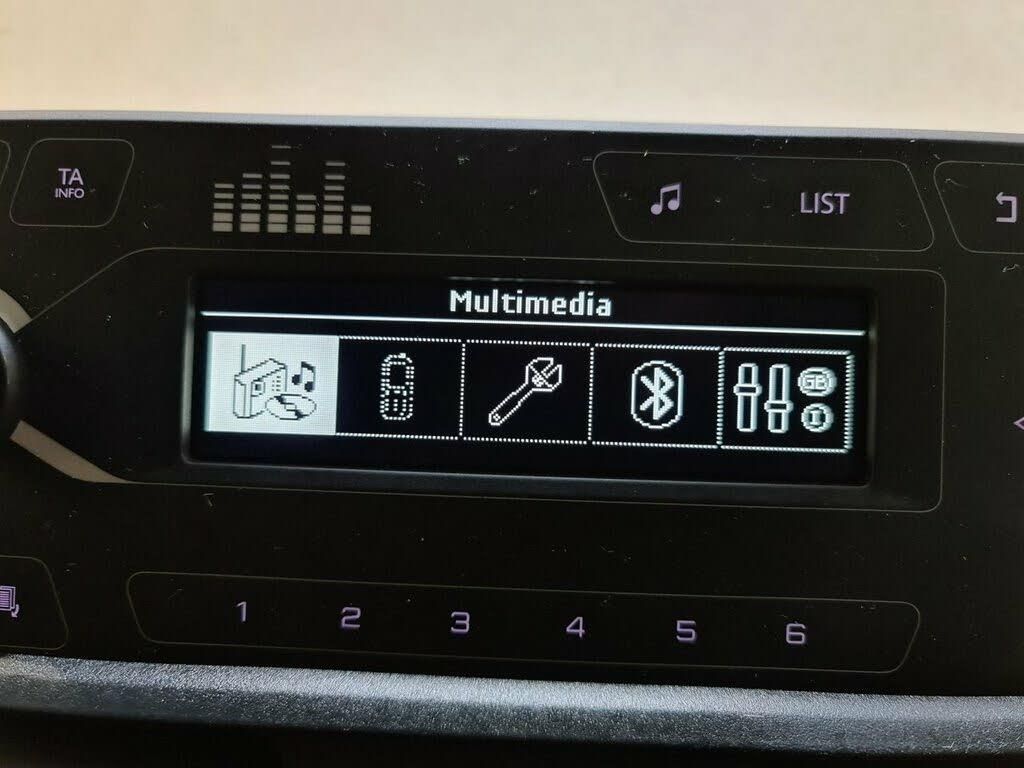 TA
INFO
LIST
Multimedia
GB
I
1 2 3 4 5 6